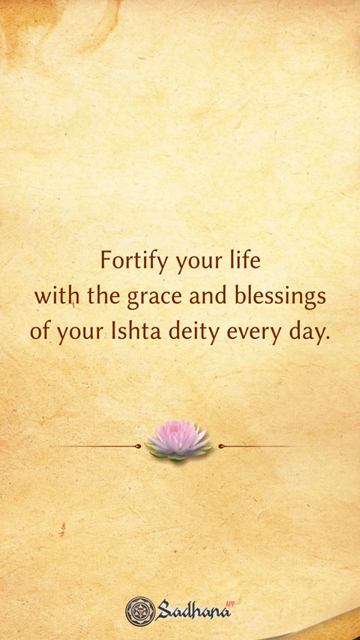 Fortify your life
with the grace and blessings
of your Ishta deity every day.
Sadhana APP